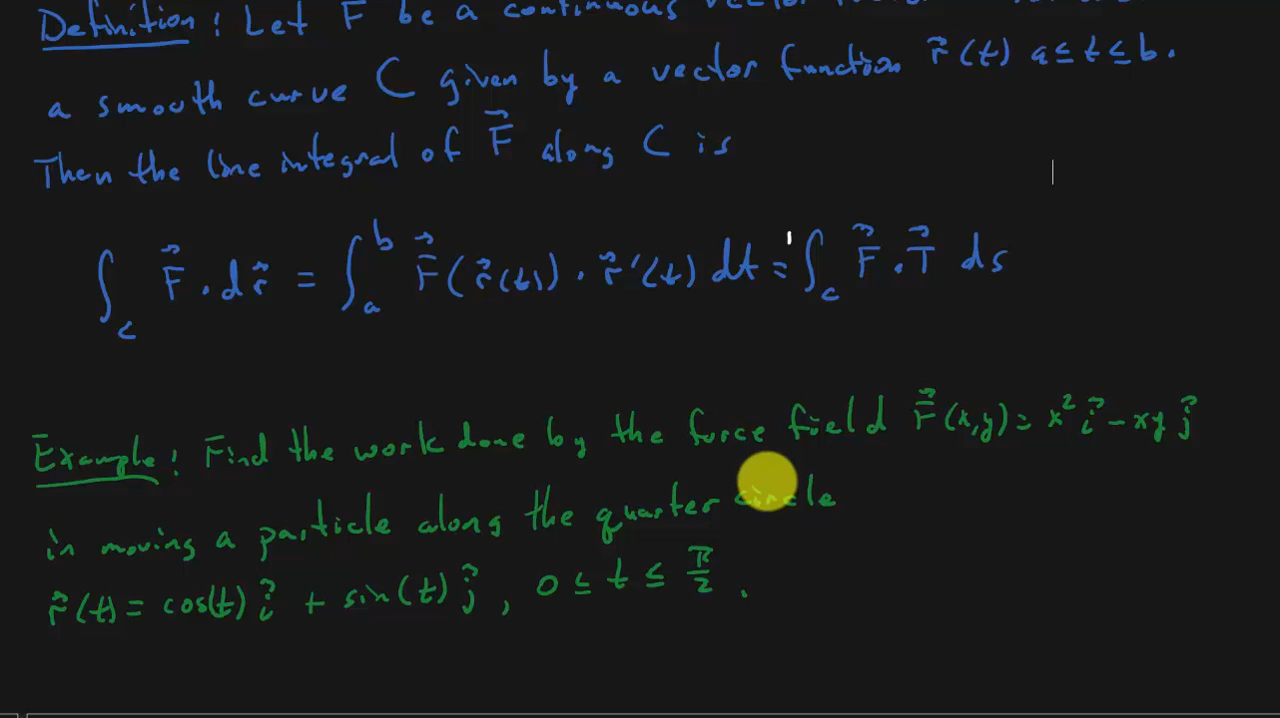 Definition: Let F be a continuous vector
a smooth curve C given by a vector function r⃗(t) a≤t≤b.
Then the line integral of F⃗ along C is
∫_C F⃗ · dr⃗ = ∫_a^b F⃗(r⃗(t)) · r⃗'(t) dt = ∫_C F⃗ · T⃗ ds
Example: Find the work done by the force field F⃗(x,y) = x² i⃗ − xy j⃗
in moving a particle along the quarter circle
r⃗(t) = cos(t) i⃗ + sin(t) j⃗, 0 ≤ t ≤ π/2.